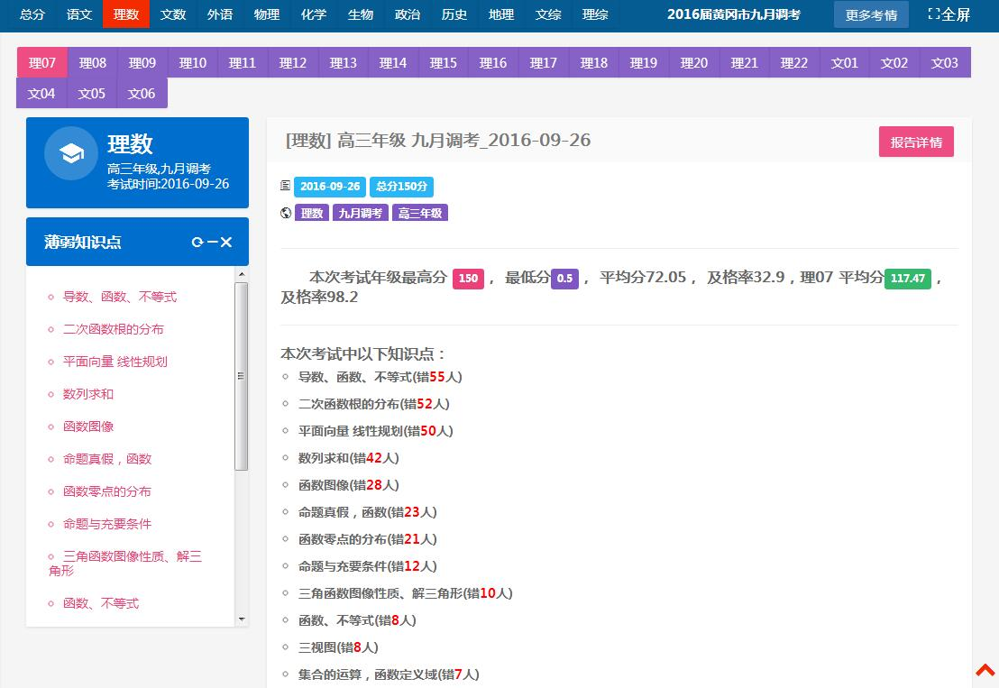 总分 语文 理数 文数 外语 物理 化学 生物 政治 历史 地理 文综 理综 2016届黄冈市九月调考 更多考情 全屏
理07 理08 理09 理10 理11 理12 理13 理14 理15 理16 理17 理18 理19 理20 理21 理22 文01 文02 文03
文04 文05 文06
理数
高三年级,九月调考
考试时间:2016-09-26
薄弱知识点
导数、函数、不等式
二次函数根的分布
平面向量 线性规划
数列求和
函数图像
命题真假，函数
函数零点的分布
命题与充要条件
三角函数图像性质、解三
角形
函数、不等式
[理数] 高三年级 九月调考_2016-09-26
报告详情
2016-09-26 总分150分
理数 九月调考 高三年级
本次考试年级最高分 150 ， 最低分 0.5 ， 平均分72.05 ， 及格率32.9，理07 平均分 117.47 ，
及格率98.2
本次考试中以下知识点：
导数、函数、不等式(错55人)
二次函数根的分布(错52人)
平面向量 线性规划(错50人)
数列求和(错42人)
函数图像(错28人)
命题真假，函数(错23人)
函数零点的分布(错21人)
命题与充要条件(错12人)
三角函数图像性质、解三角形(错10人)
函数、不等式(错8人)
三视图(错8人)
集合的运算，函数定义域(错7人)